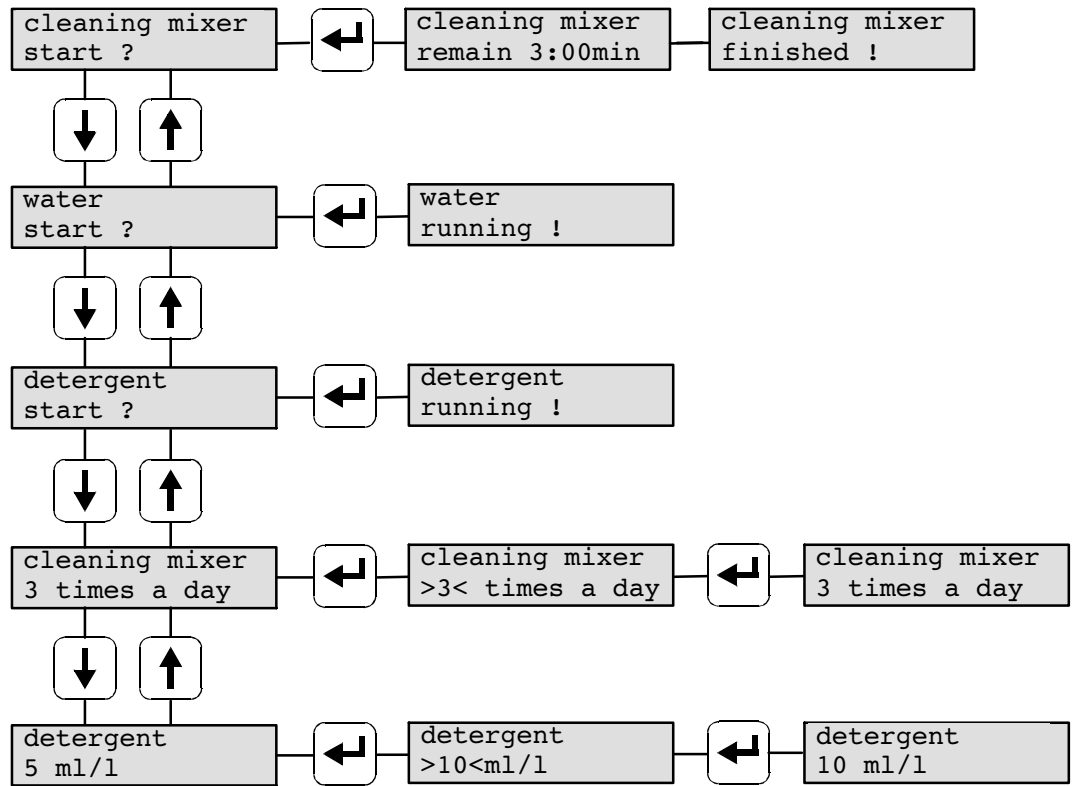 cleaning mixer
start ?
cleaning mixer
remain 3:00min
cleaning mixer
finished !
water
start ?
water
running !
detergent
start ?
detergent
running !
cleaning mixer
3 times a day
cleaning mixer
>3< times a day
cleaning mixer
3 times a day
detergent
5 ml/l
detergent
>10<ml/l
detergent
10 ml/l